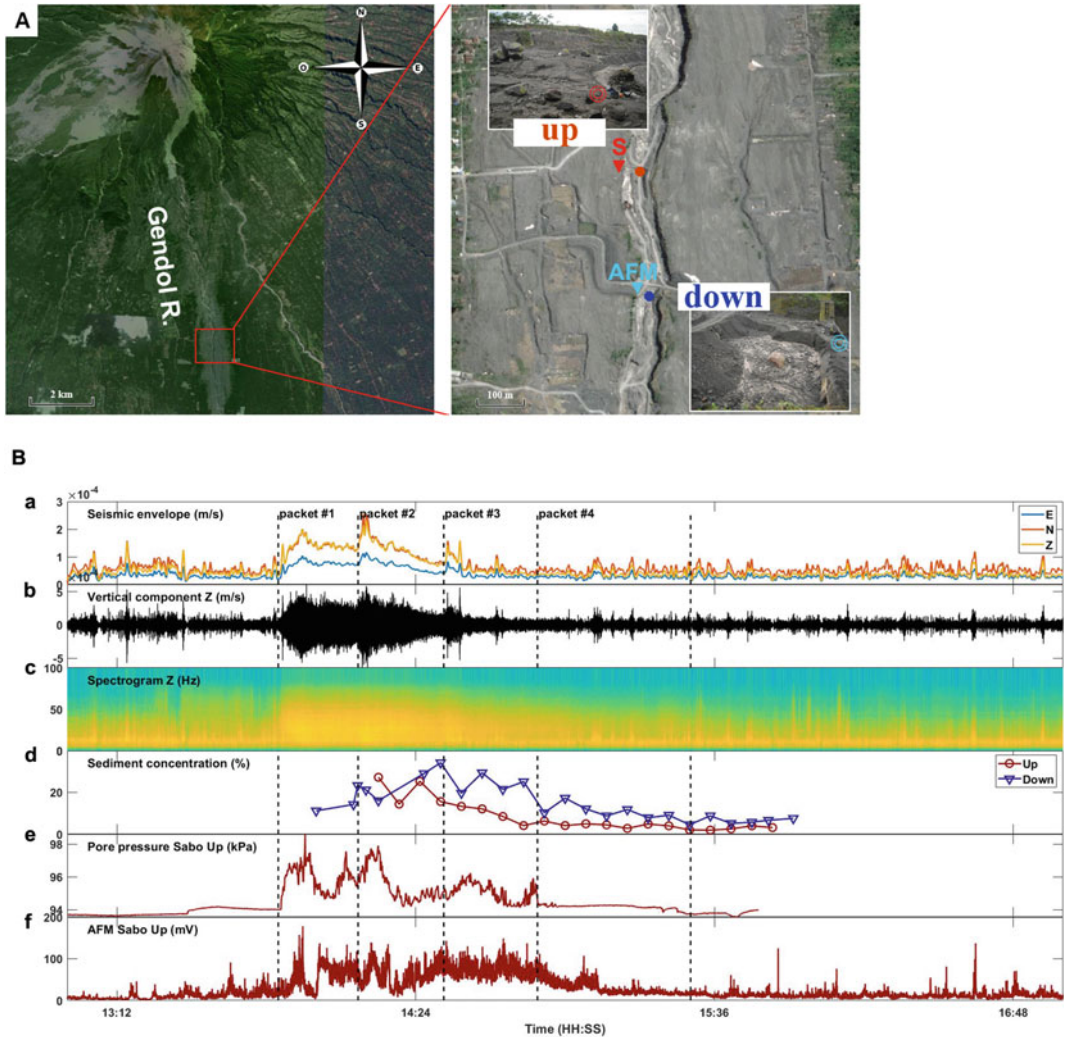 A
N
O
E
S
up
S
Gendol R.
AFM
down
2 km
100 m
B
a
×10⁻⁴
3
2
1
0
Seismic envelope (m/s)
packet #1
packet #2
packet #3
packet #4
E
N
Z
b
5
0
-5
Vertical component Z (m/s)
c
100
50
0
Spectrogram Z (Hz)
d
20
0
Sediment concentration (%)
Up
Down
e
98
96
94
Pore pressure Sabo Up (kPa)
f
200
100
0
AFM Sabo Up (mV)
13:12
14:24
15:36
16:48
Time (HH:SS)